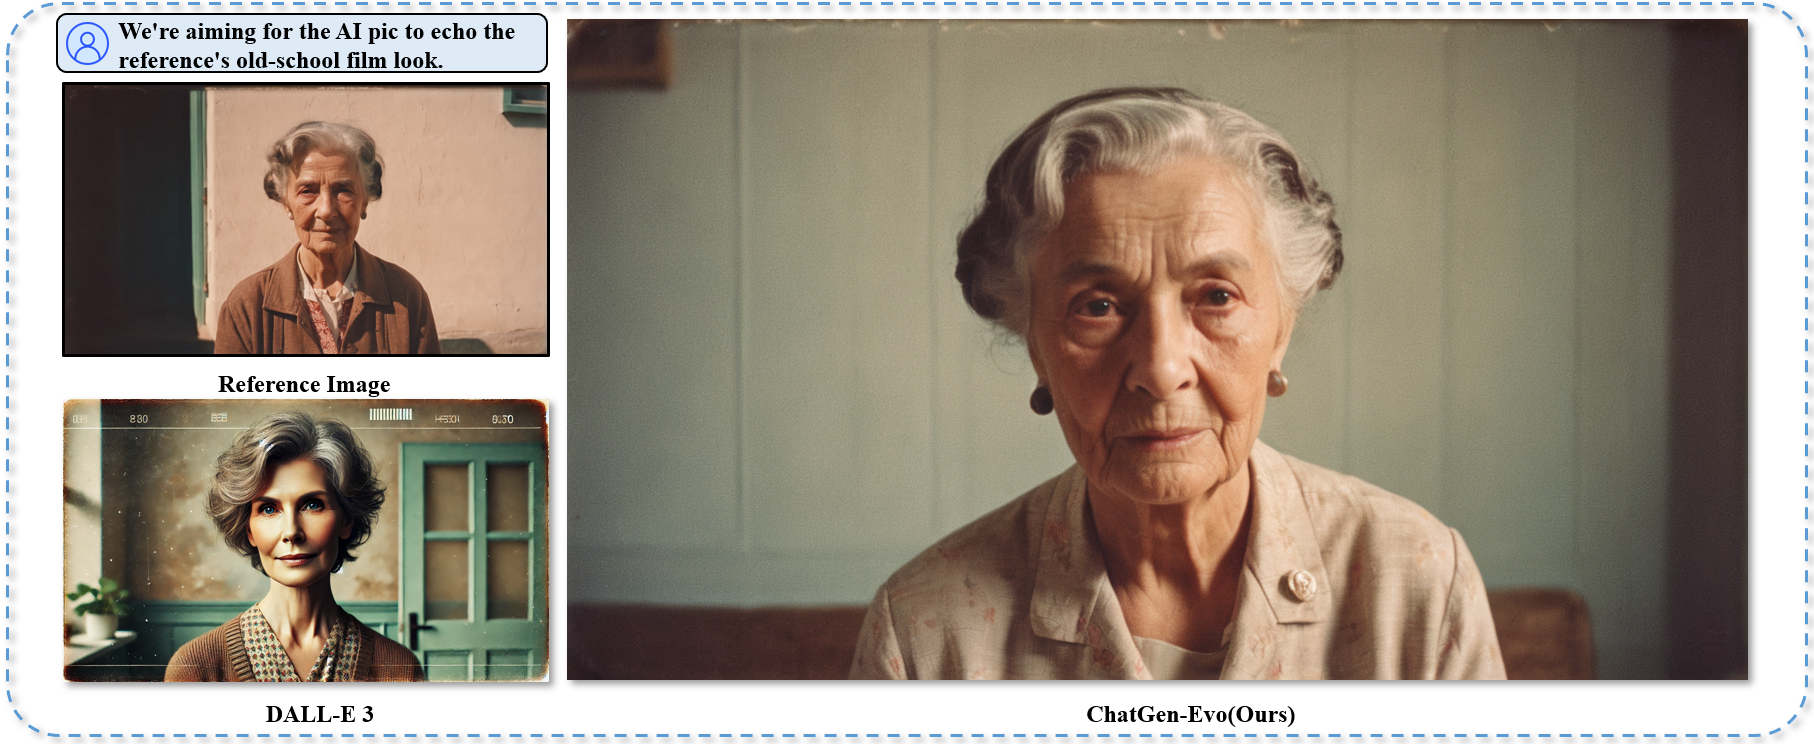 We're aiming for the AI pic to echo the
reference's old-school film look.
Reference Image
DALL-E 3
ChatGen-Evo(Ours)